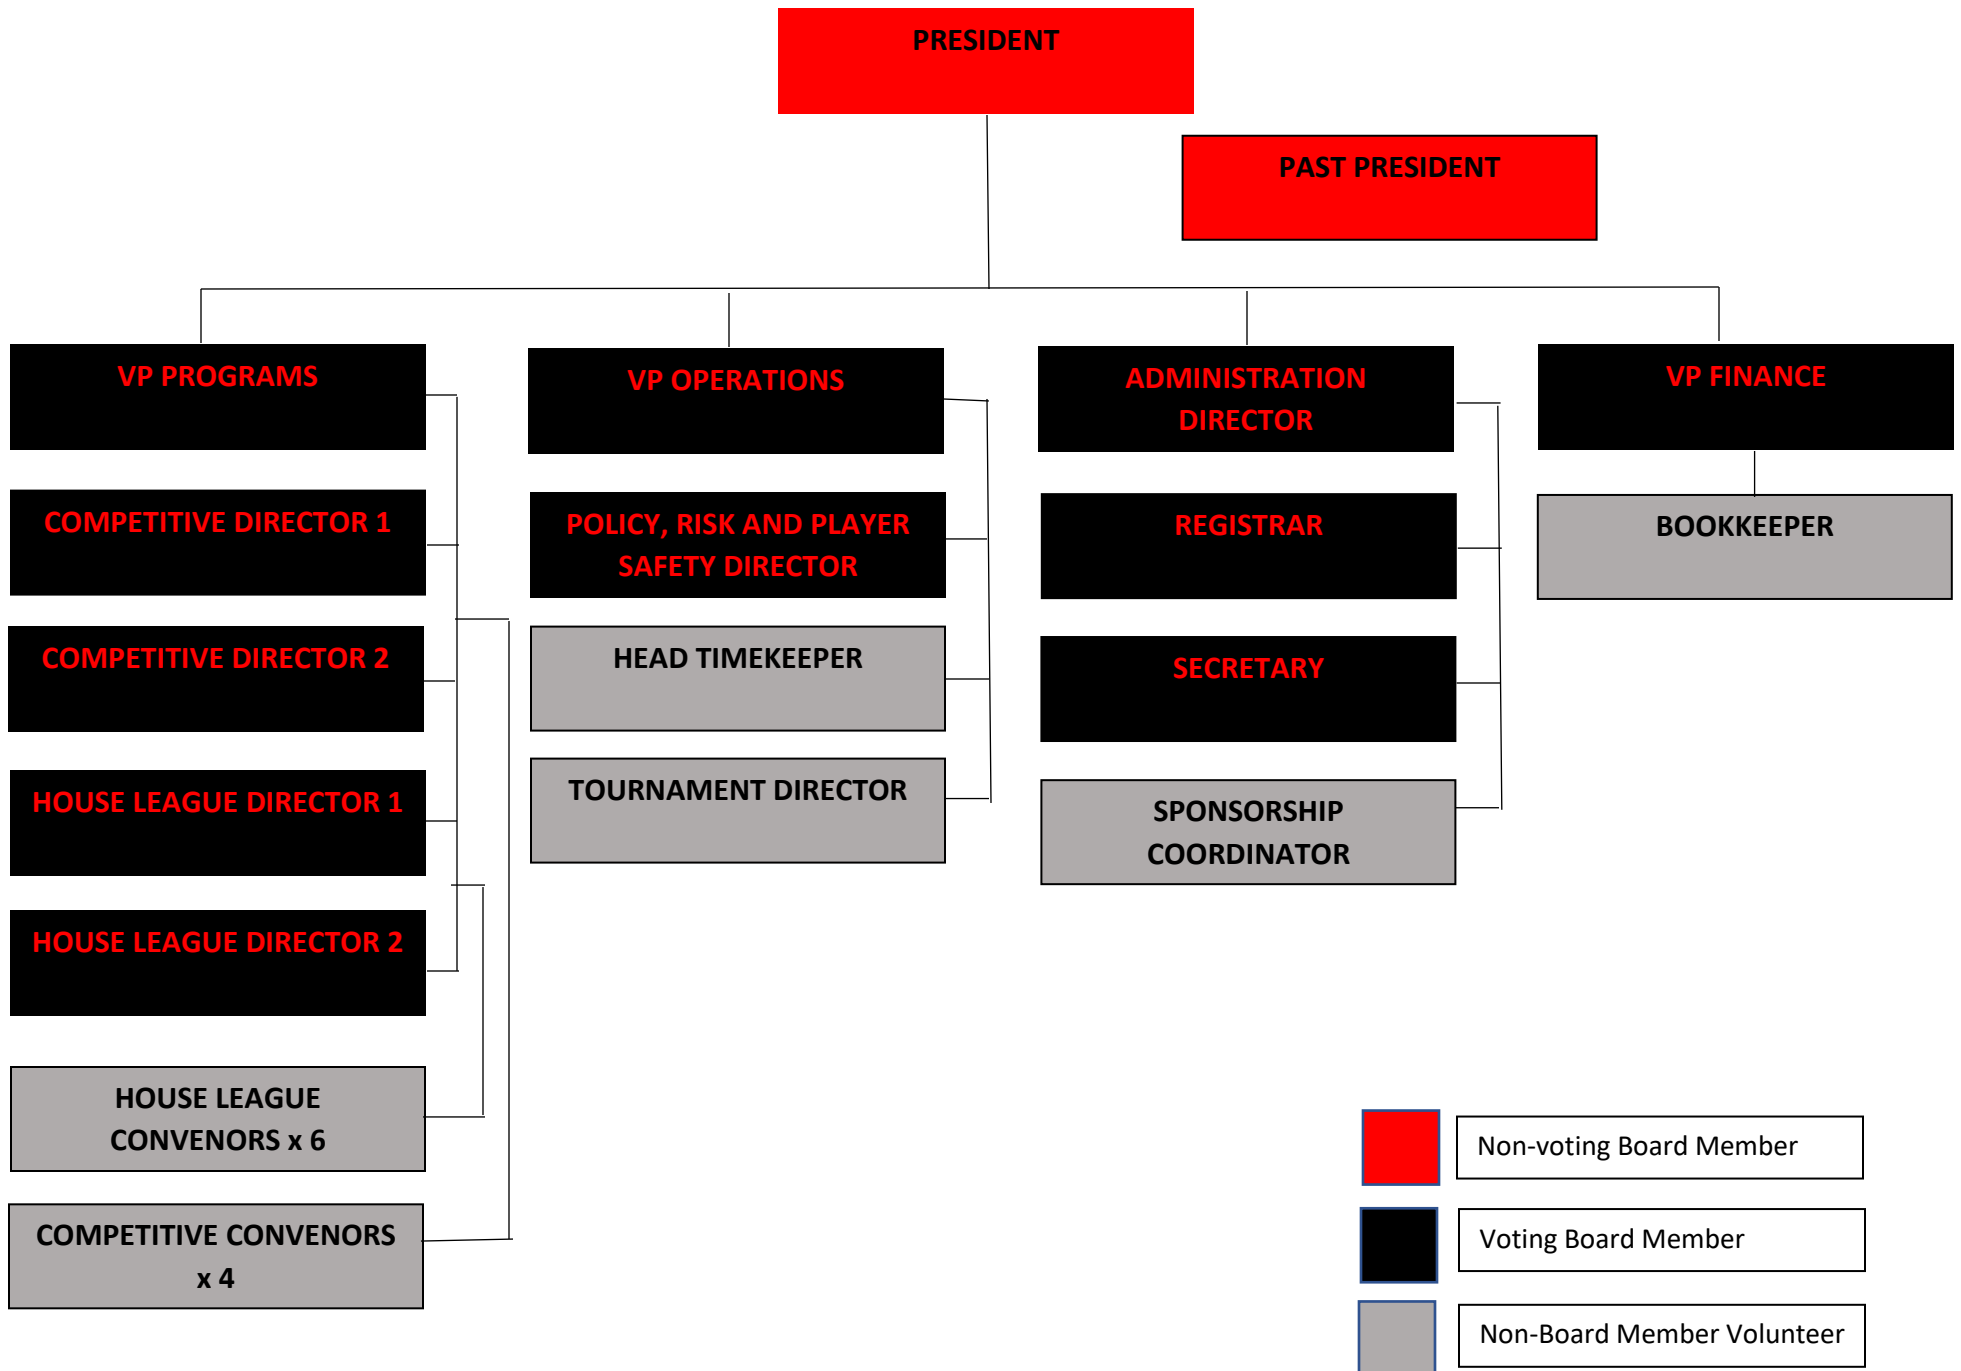 PRESIDENT
PAST PRESIDENT
VP PROGRAMS
COMPETITIVE DIRECTOR 1
COMPETITIVE DIRECTOR 2
HOUSE LEAGUE DIRECTOR 1
HOUSE LEAGUE DIRECTOR 2
HOUSE LEAGUE
CONVENORS x 6
COMPETITIVE CONVENORS
x 4
VP OPERATIONS
POLICY, RISK AND PLAYER
SAFETY DIRECTOR
HEAD TIMEKEEPER
TOURNAMENT DIRECTOR
ADMINISTRATION
DIRECTOR
REGISTRAR
SECRETARY
SPONSORSHIP
COORDINATOR
VP FINANCE
BOOKKEEPER
Non-voting Board Member
Voting Board Member
Non-Board Member Volunteer